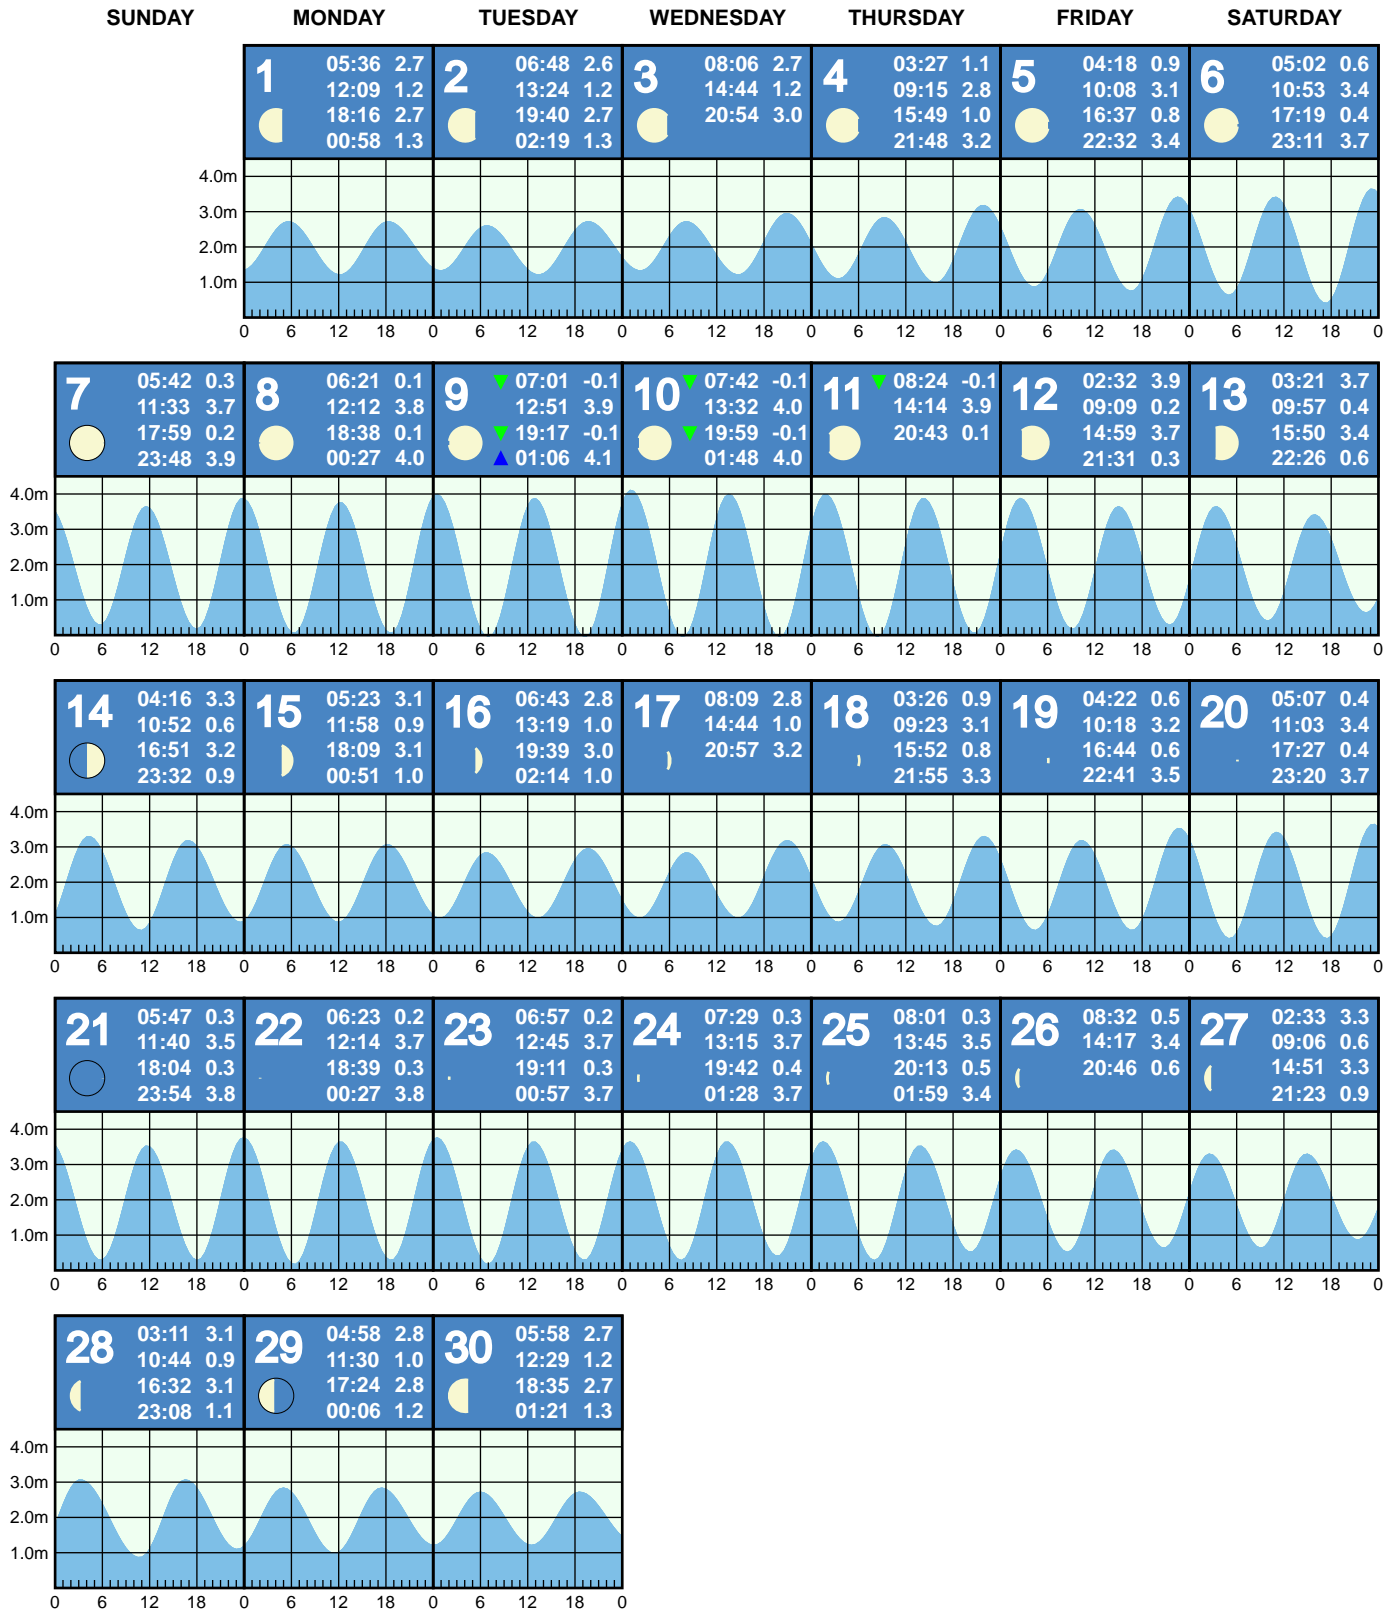 SUNDAY MONDAY TUESDAY WEDNESDAY THURSDAY FRIDAY SATURDAY
1 05:36 2.7
12:09 1.2
18:16 2.7
00:58 1.3
2 06:48 2.6
13:24 1.2
19:40 2.7
02:19 1.3
3 08:06 2.7
14:44 1.2
20:54 3.0
4 03:27 1.1
09:15 2.8
15:49 1.0
21:48 3.2
5 04:18 0.9
10:08 3.1
16:37 0.8
22:32 3.4
6 05:02 0.6
10:53 3.4
17:19 0.4
23:11 3.7
4.0m
3.0m
2.0m
1.0m
0 6 12 18 0 6 12 18 0 6 12 18 0 6 12 18 0 6 12 18 0 6 12 18 0
7 05:42 0.3
11:33 3.7
17:59 0.2
23:48 3.9
8 06:21 0.1
12:12 3.8
18:38 0.1
00:27 4.0
9 07:01 -0.1
12:51 3.9
19:17 -0.1
01:06 4.1
10 07:42 -0.1
13:32 4.0
19:59 -0.1
01:48 4.0
11 08:24 -0.1
14:14 3.9
20:43 0.1
12 02:32 3.9
09:09 0.2
14:59 3.7
21:31 0.3
13 03:21 3.7
09:57 0.4
15:50 3.4
22:26 0.6
4.0m
3.0m
2.0m
1.0m
0 6 12 18 0 6 12 18 0 6 12 18 0 6 12 18 0 6 12 18 0 6 12 18 0 6 12 18 0
14 04:16 3.3
10:52 0.6
16:51 3.2
23:32 0.9
15 05:23 3.1
11:58 0.9
18:09 3.1
00:51 1.0
16 06:43 2.8
13:19 1.0
19:39 3.0
02:14 1.0
17 08:09 2.8
14:44 1.0
20:57 3.2
18 03:26 0.9
09:23 3.1
15:52 0.8
21:55 3.3
19 04:22 0.6
10:18 3.2
16:44 0.6
22:41 3.5
20 05:07 0.4
11:03 3.4
17:27 0.4
23:20 3.7
4.0m
3.0m
2.0m
1.0m
0 6 12 18 0 6 12 18 0 6 12 18 0 6 12 18 0 6 12 18 0 6 12 18 0 6 12 18 0
21 05:47 0.3
11:40 3.5
18:04 0.3
23:54 3.8
22 06:23 0.2
12:14 3.7
18:39 0.3
00:27 3.8
23 06:57 0.2
12:45 3.7
19:11 0.3
00:57 3.7
24 07:29 0.3
13:15 3.7
19:42 0.4
01:28 3.7
25 08:01 0.3
13:45 3.5
20:13 0.5
01:59 3.4
26 08:32 0.5
14:17 3.4
20:46 0.6
27 02:33 3.3
09:06 0.6
14:51 3.3
21:23 0.9
4.0m
3.0m
2.0m
1.0m
0 6 12 18 0 6 12 18 0 6 12 18 0 6 12 18 0 6 12 18 0 6 12 18 0 6 12 18 0
28 03:11 3.1
10:44 0.9
16:32 3.1
23:08 1.1
29 04:58 2.8
11:30 1.0
17:24 2.8
00:06 1.2
30 05:58 2.7
12:29 1.2
18:35 2.7
01:21 1.3
4.0m
3.0m
2.0m
1.0m
0 6 12 18 0 6 12 18 0 6 12 18 0